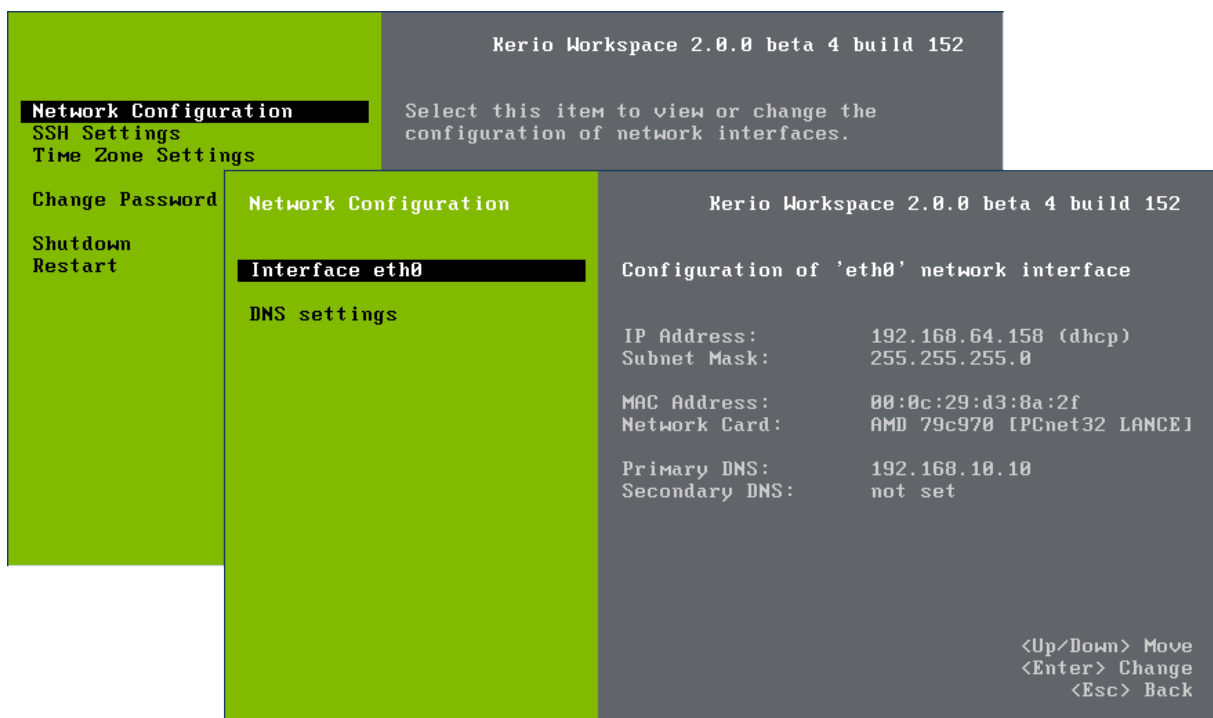 Kerio Workspace 2.0.0 beta 4 build 152
Network Configuration
SSH Settings
Time Zone Settings
Change Password
Shutdown
Restart
Select this item to view or change the
configuration of network interfaces.
Network Configuration
Kerio Workspace 2.0.0 beta 4 build 152
Interface eth0
DNS settings
Configuration of 'eth0' network interface
IP Address: 192.168.64.158 (dhcp)
Subnet Mask: 255.255.255.0
MAC Address: 00:0c:29:d3:8a:2f
Network Card: AMD 79c970 [PCnet32 LANCE]
Primary DNS: 192.168.10.10
Secondary DNS: not set
<Up/Down> Move
<Enter> Change
<Esc> Back